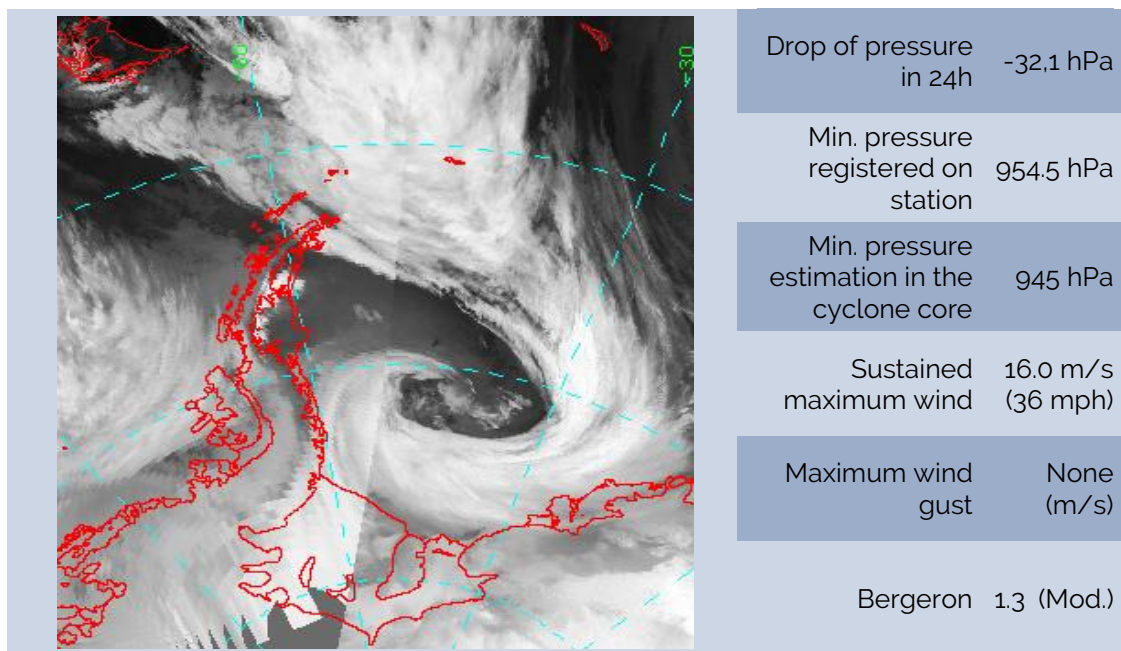 -60
-30
Drop of pressure
in 24h
-32,1 hPa
Min. pressure
registered on
station
954.5 hPa
Min. pressure
estimation in the
cyclone core
945 hPa
Sustained
maximum wind
16.0 m/s
(36 mph)
Maximum wind
gust
None
(m/s)
Bergeron
1.3 (Mod.)